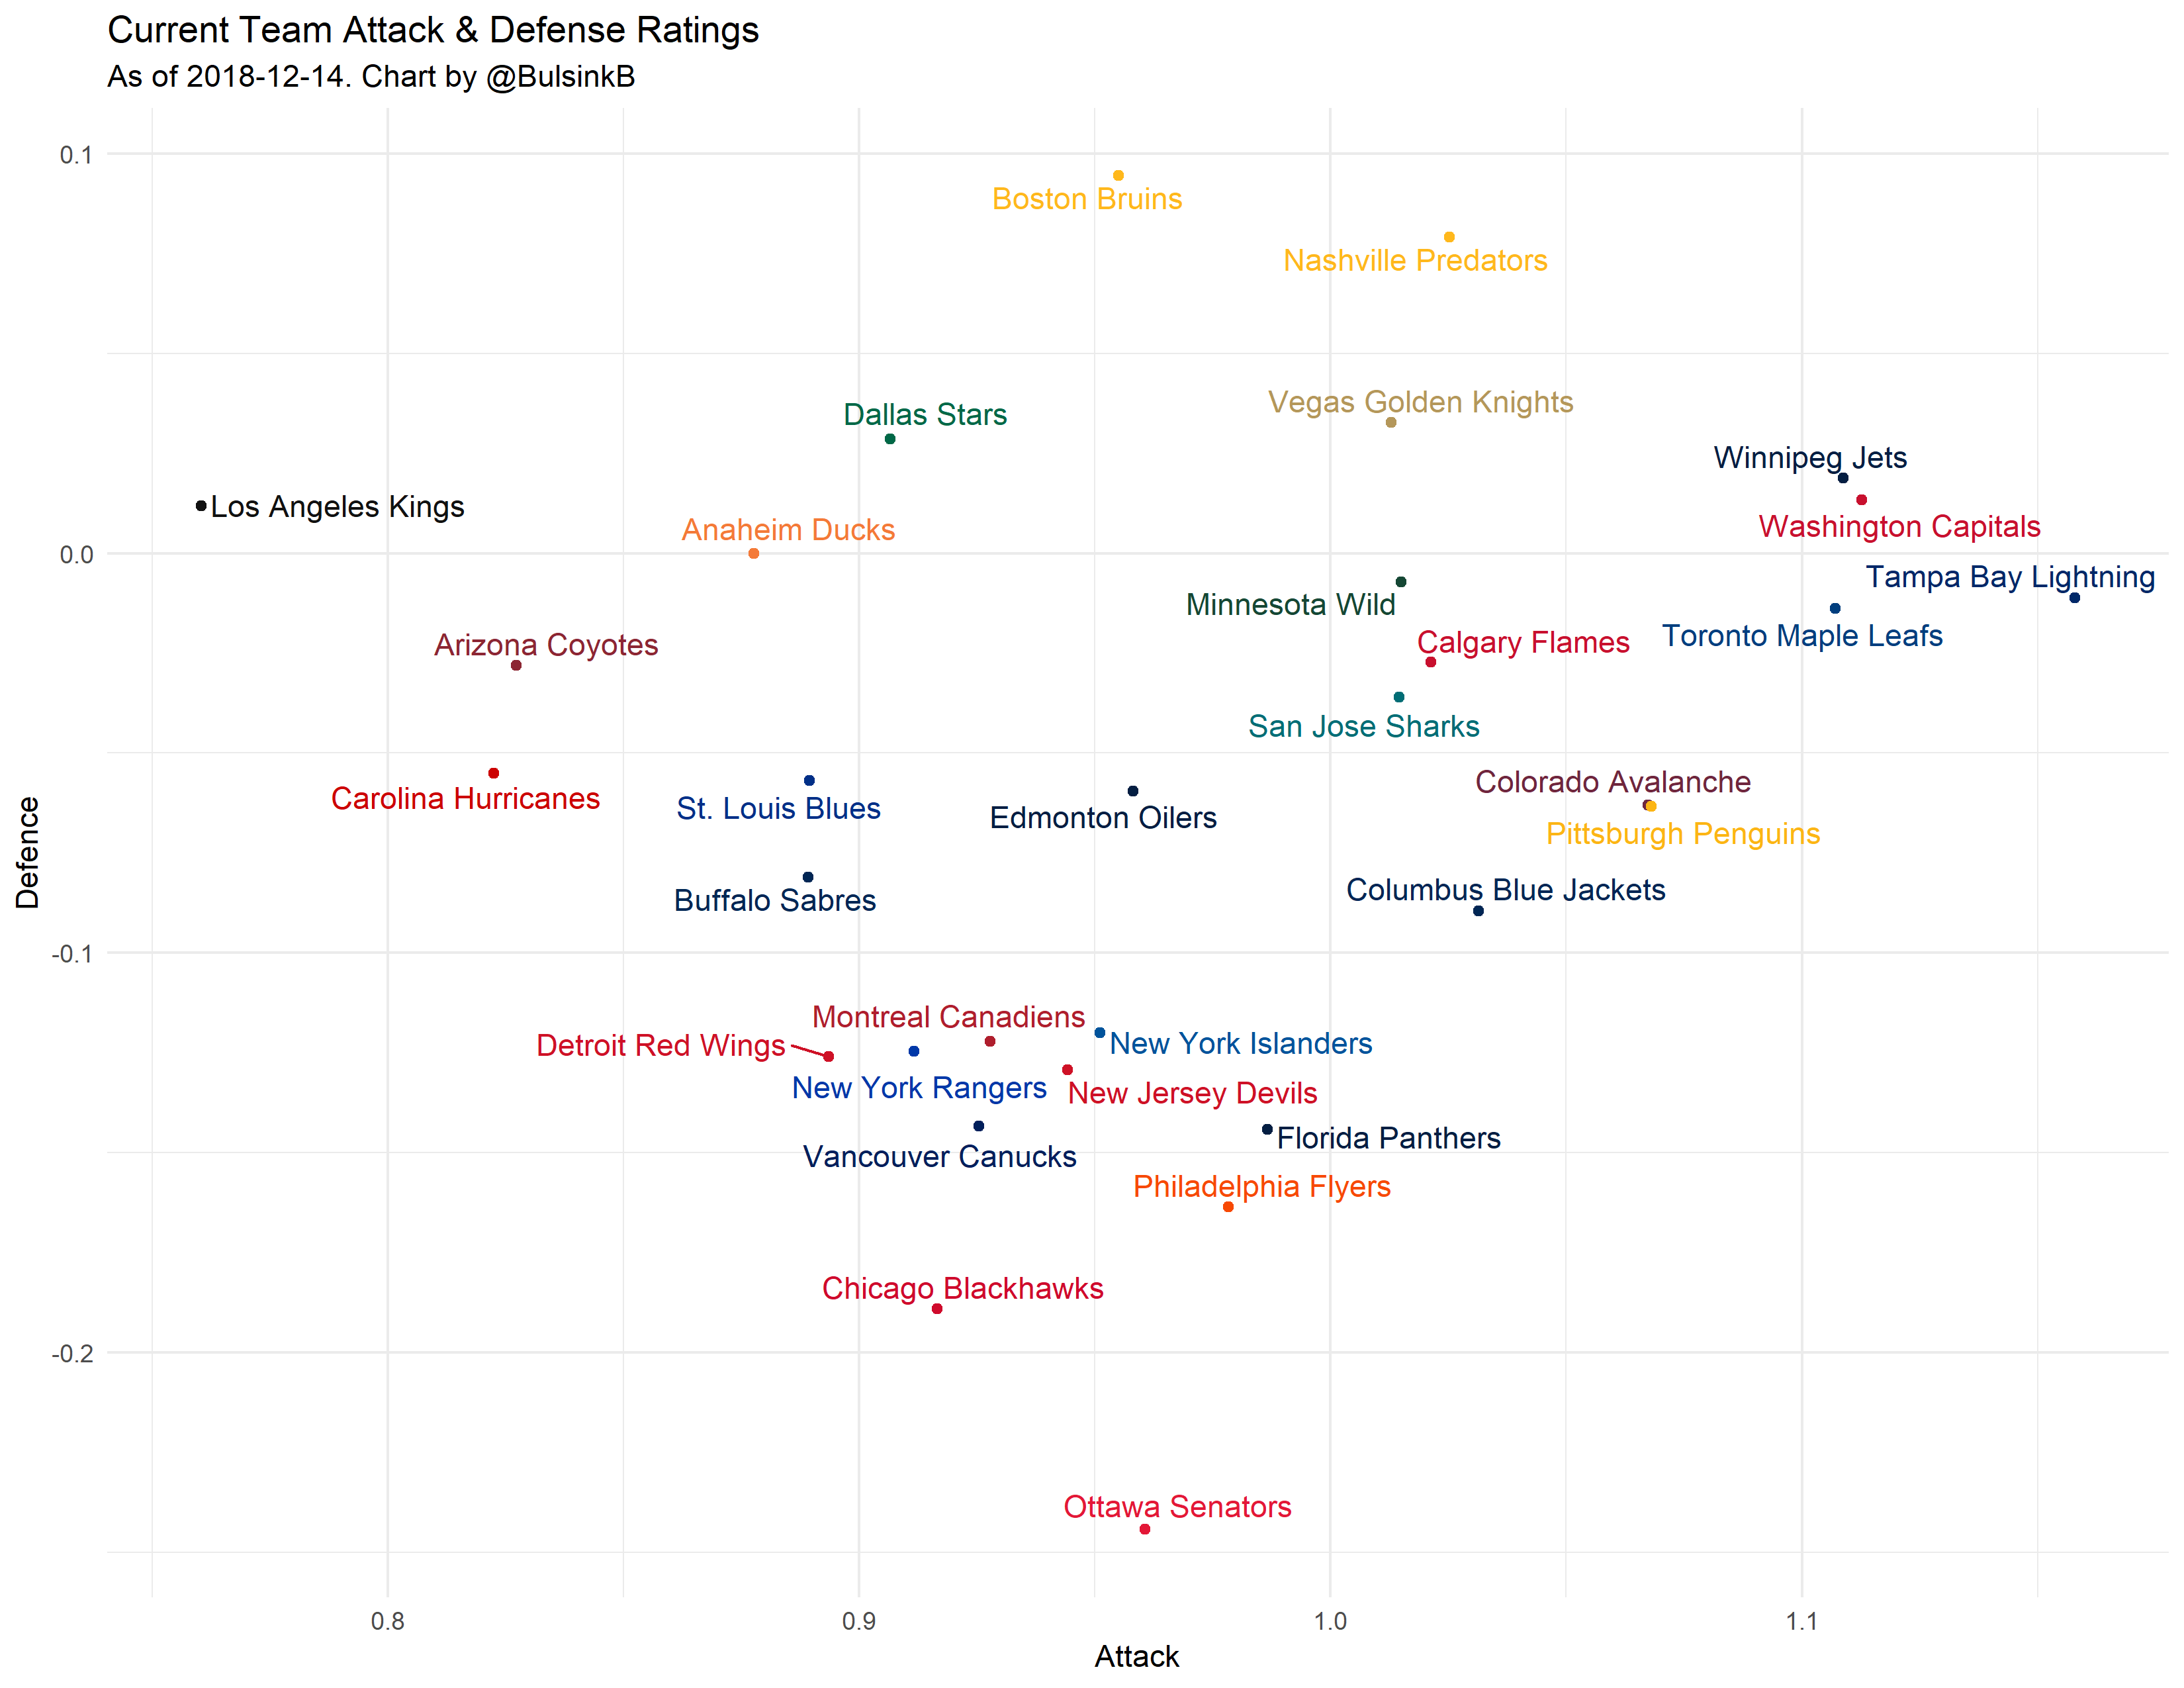 Current Team Attack & Defense Ratings
As of 2018-12-14. Chart by @BulsinkB
0.1
Boston Bruins
Nashville Predators
Vegas Golden Knights
Dallas Stars
Winnipeg Jets
Los Angeles Kings
Washington Capitals
Anaheim Ducks
0.0
Tampa Bay Lightning
Minnesota Wild
Toronto Maple Leafs
Calgary Flames
Arizona Coyotes
San Jose Sharks
Colorado Avalanche
Carolina Hurricanes
St. Louis Blues
Edmonton Oilers
Pittsburgh Penguins
Defence
Columbus Blue Jackets
Buffalo Sabres
-0.1
Montreal Canadiens
New York Islanders
Detroit Red Wings
New York Rangers
New Jersey Devils
Florida Panthers
Vancouver Canucks
Philadelphia Flyers
Chicago Blackhawks
-0.2
Ottawa Senators
0.8
0.9
1.0
1.1
Attack